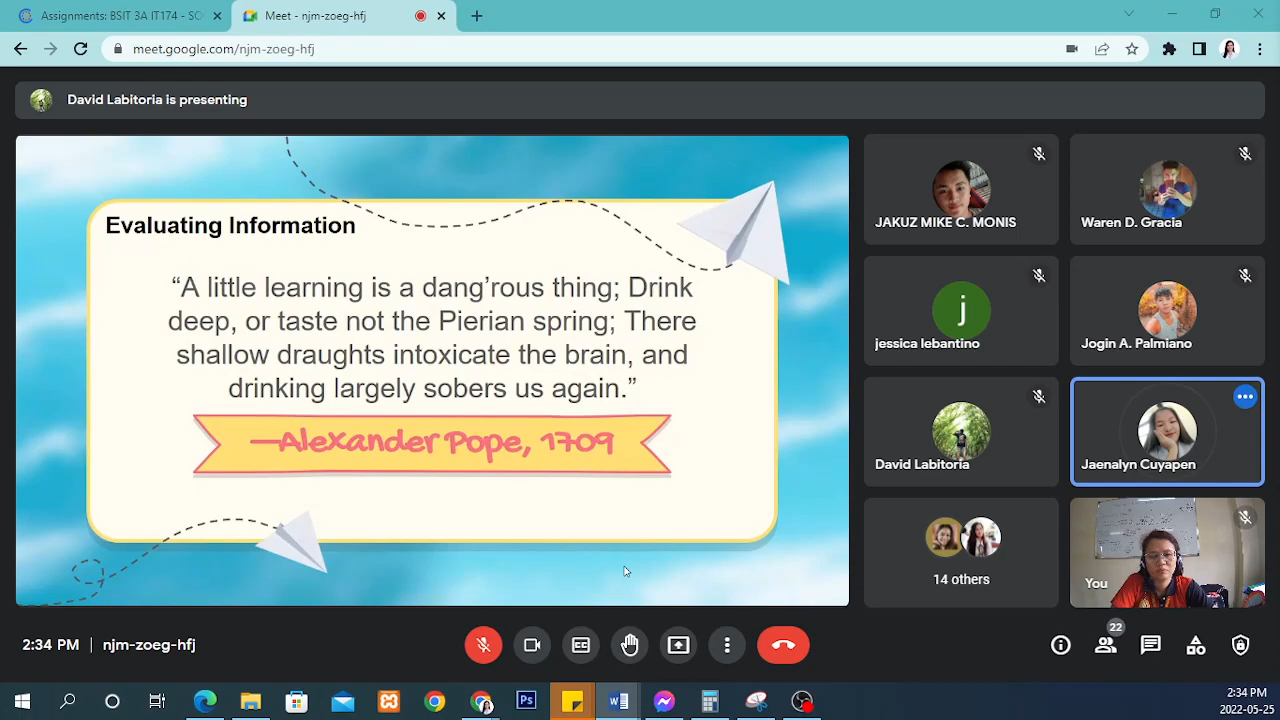 Assignments: BSIT 3A IT174 - SO
Meet - njm-zoeg-hfj
meet.google.com/njm-zoeg-hfj
David Labitoria is presenting
Evaluating Information
“A little learning is a dang’rous thing; Drink
deep, or taste not the Pierian spring; There
shallow draughts intoxicate the brain, and
drinking largely sobers us again.”
—Alexander Pope, 1709
JAKUZ MIKE C. MONIS
Waren D. Gracia
j
jessica lebantino
Jogin A. Palmiano
David Labitoria
Jaenalyn Cuyapen
14 others
You
2:34 PM | njm-zoeg-hfj
CC
22
Ps
W
2:34 PM
2022-05-25